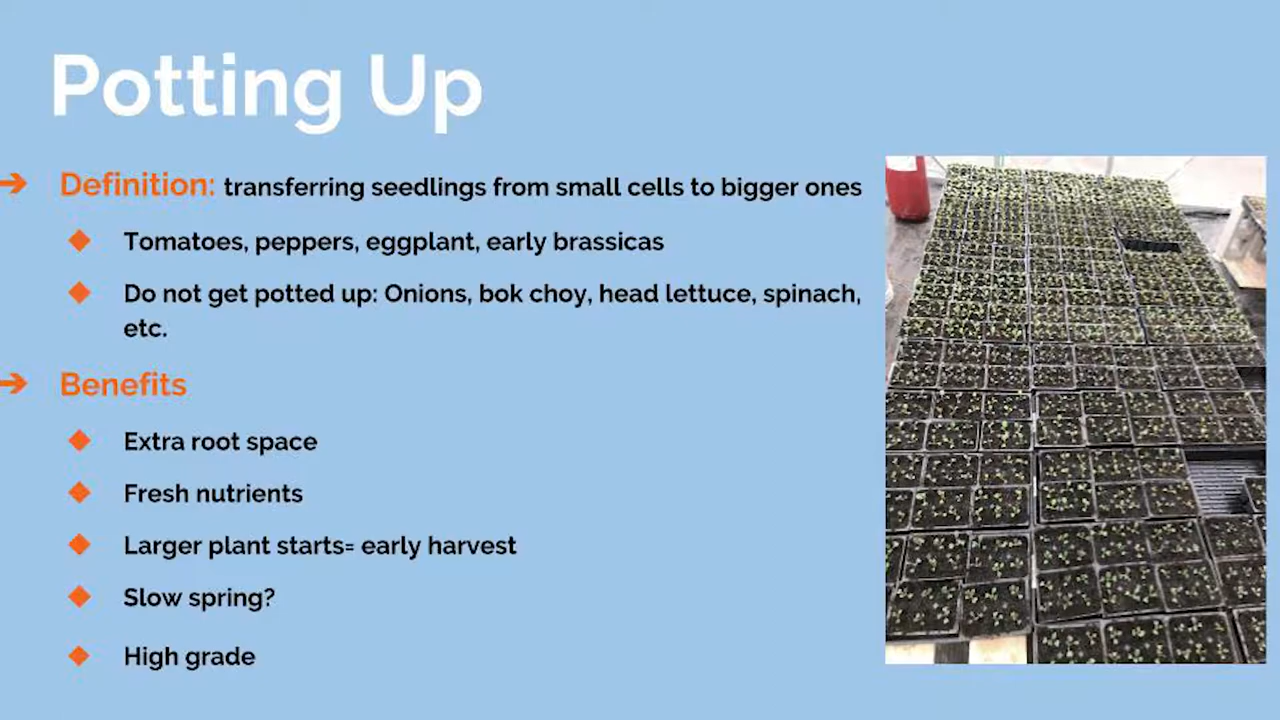 Potting Up
➔ Definition: transferring seedlings from small cells to bigger ones
◆ Tomatoes, peppers, eggplant, early brassicas
◆ Do not get potted up: Onions, bok choy, head lettuce, spinach,
etc.
➔ Benefits
◆ Extra root space
◆ Fresh nutrients
◆ Larger plant starts= early harvest
◆ Slow spring?
◆ High grade